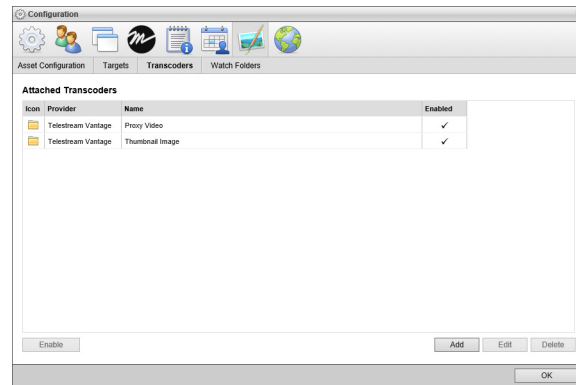 Configuration
Asset Configuration Targets Transcoders Watch Folders
Attached Transcoders
Icon Provider Name Enabled
Telestream Vantage Proxy Video ✓
Telestream Vantage Thumbnail Image ✓
Enable Add Edit Delete
OK